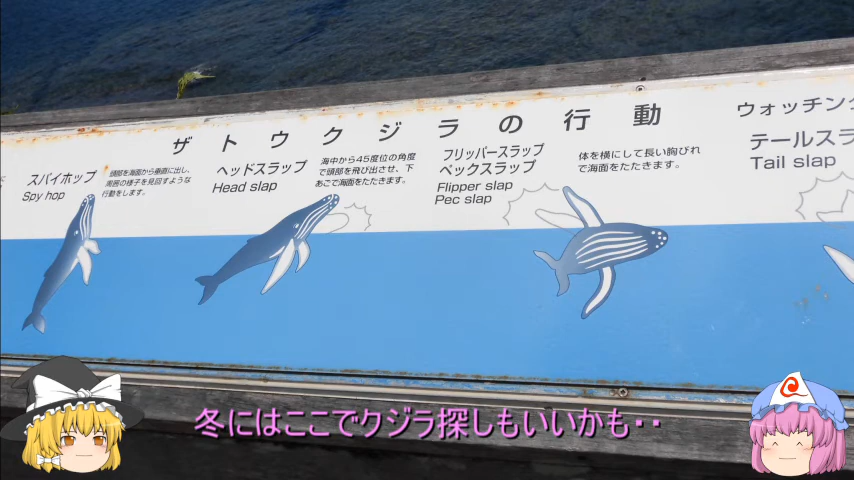 ザトウクジラの行動
スパイホップ
Spy hop
頭部を海面から垂直に出し、
周囲の様子を見回すような
行動をします。
ヘッドスラップ
Head slap
海中から45度位の角度
で頭部を飛び出させ、下
あごで海面をたたきます。
フリッパースラップ
ペックスラップ
Flipper slap
Pec slap
体を横にして長い胸びれ
で海面をたたきます。
ウォッチング
テールスラ
Tail slap
冬にはここでクジラ探しもいいかも・・